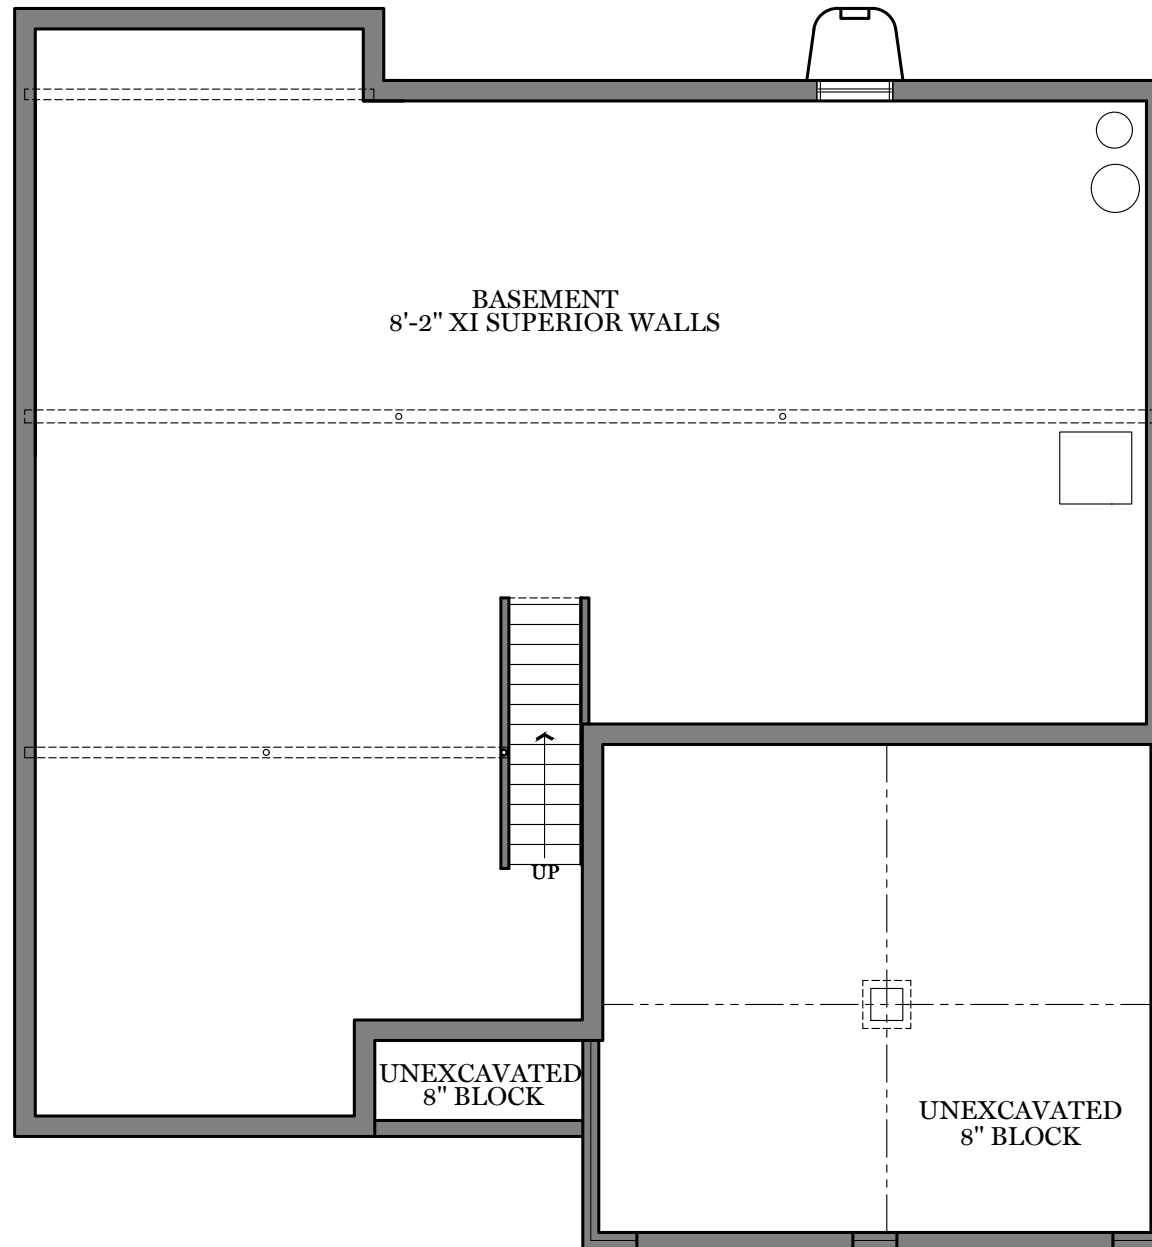 BASEMENT
8'-2" XI SUPERIOR WALLS
UP
UNEXCAVATED
8" BLOCK
UNEXCAVATED
8" BLOCK